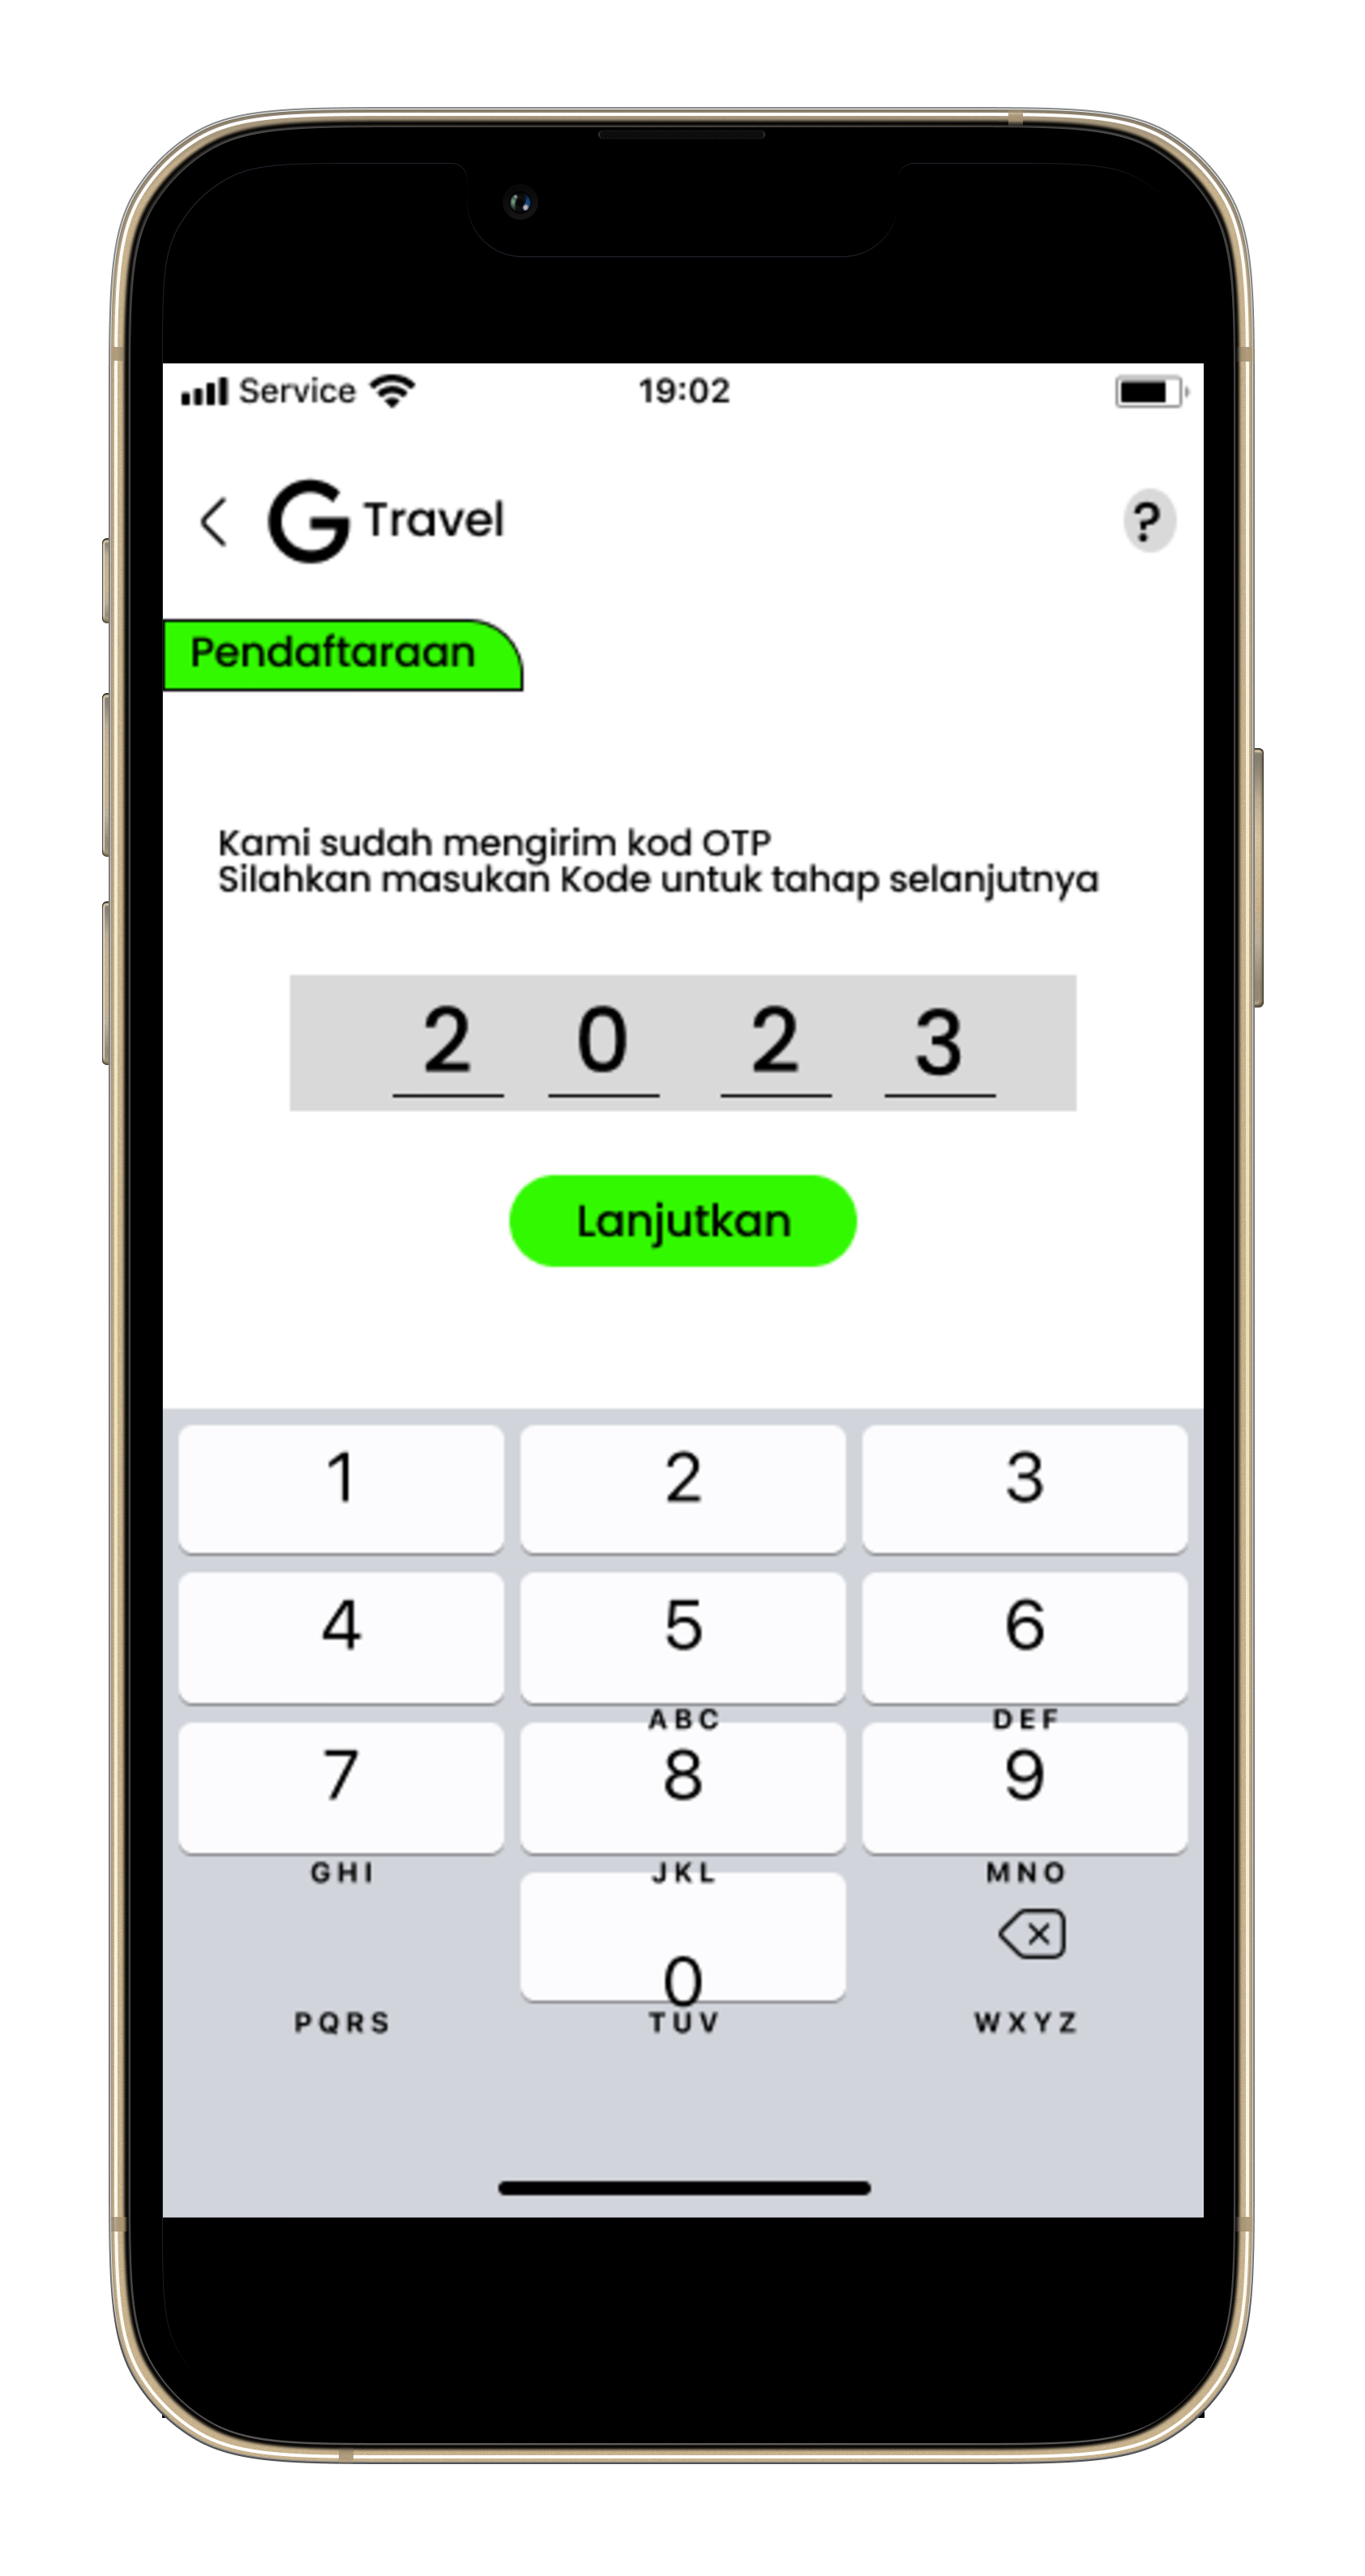 Service 19:02
G Travel ?
Pendaftaraan
Kami sudah mengirim kod OTP
Silahkan masukan Kode untuk tahap selanjutnya
2 0 2 3
Lanjutkan
1 2 3
4 5 6
ABC DEF
7 8 9
GHI JKL MNO
0
PQRS TUV WXYZ